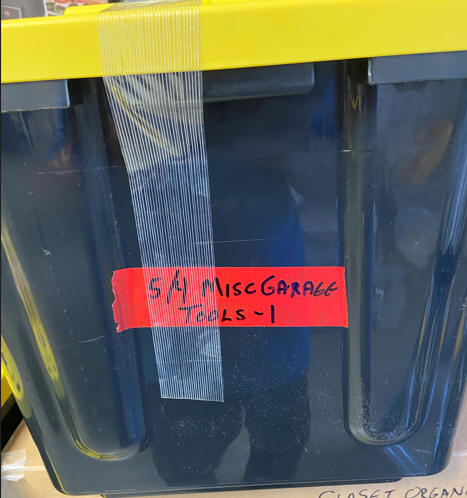 5/4 MISC GARAGE
TOOLS-1
CLOSET ORGAN